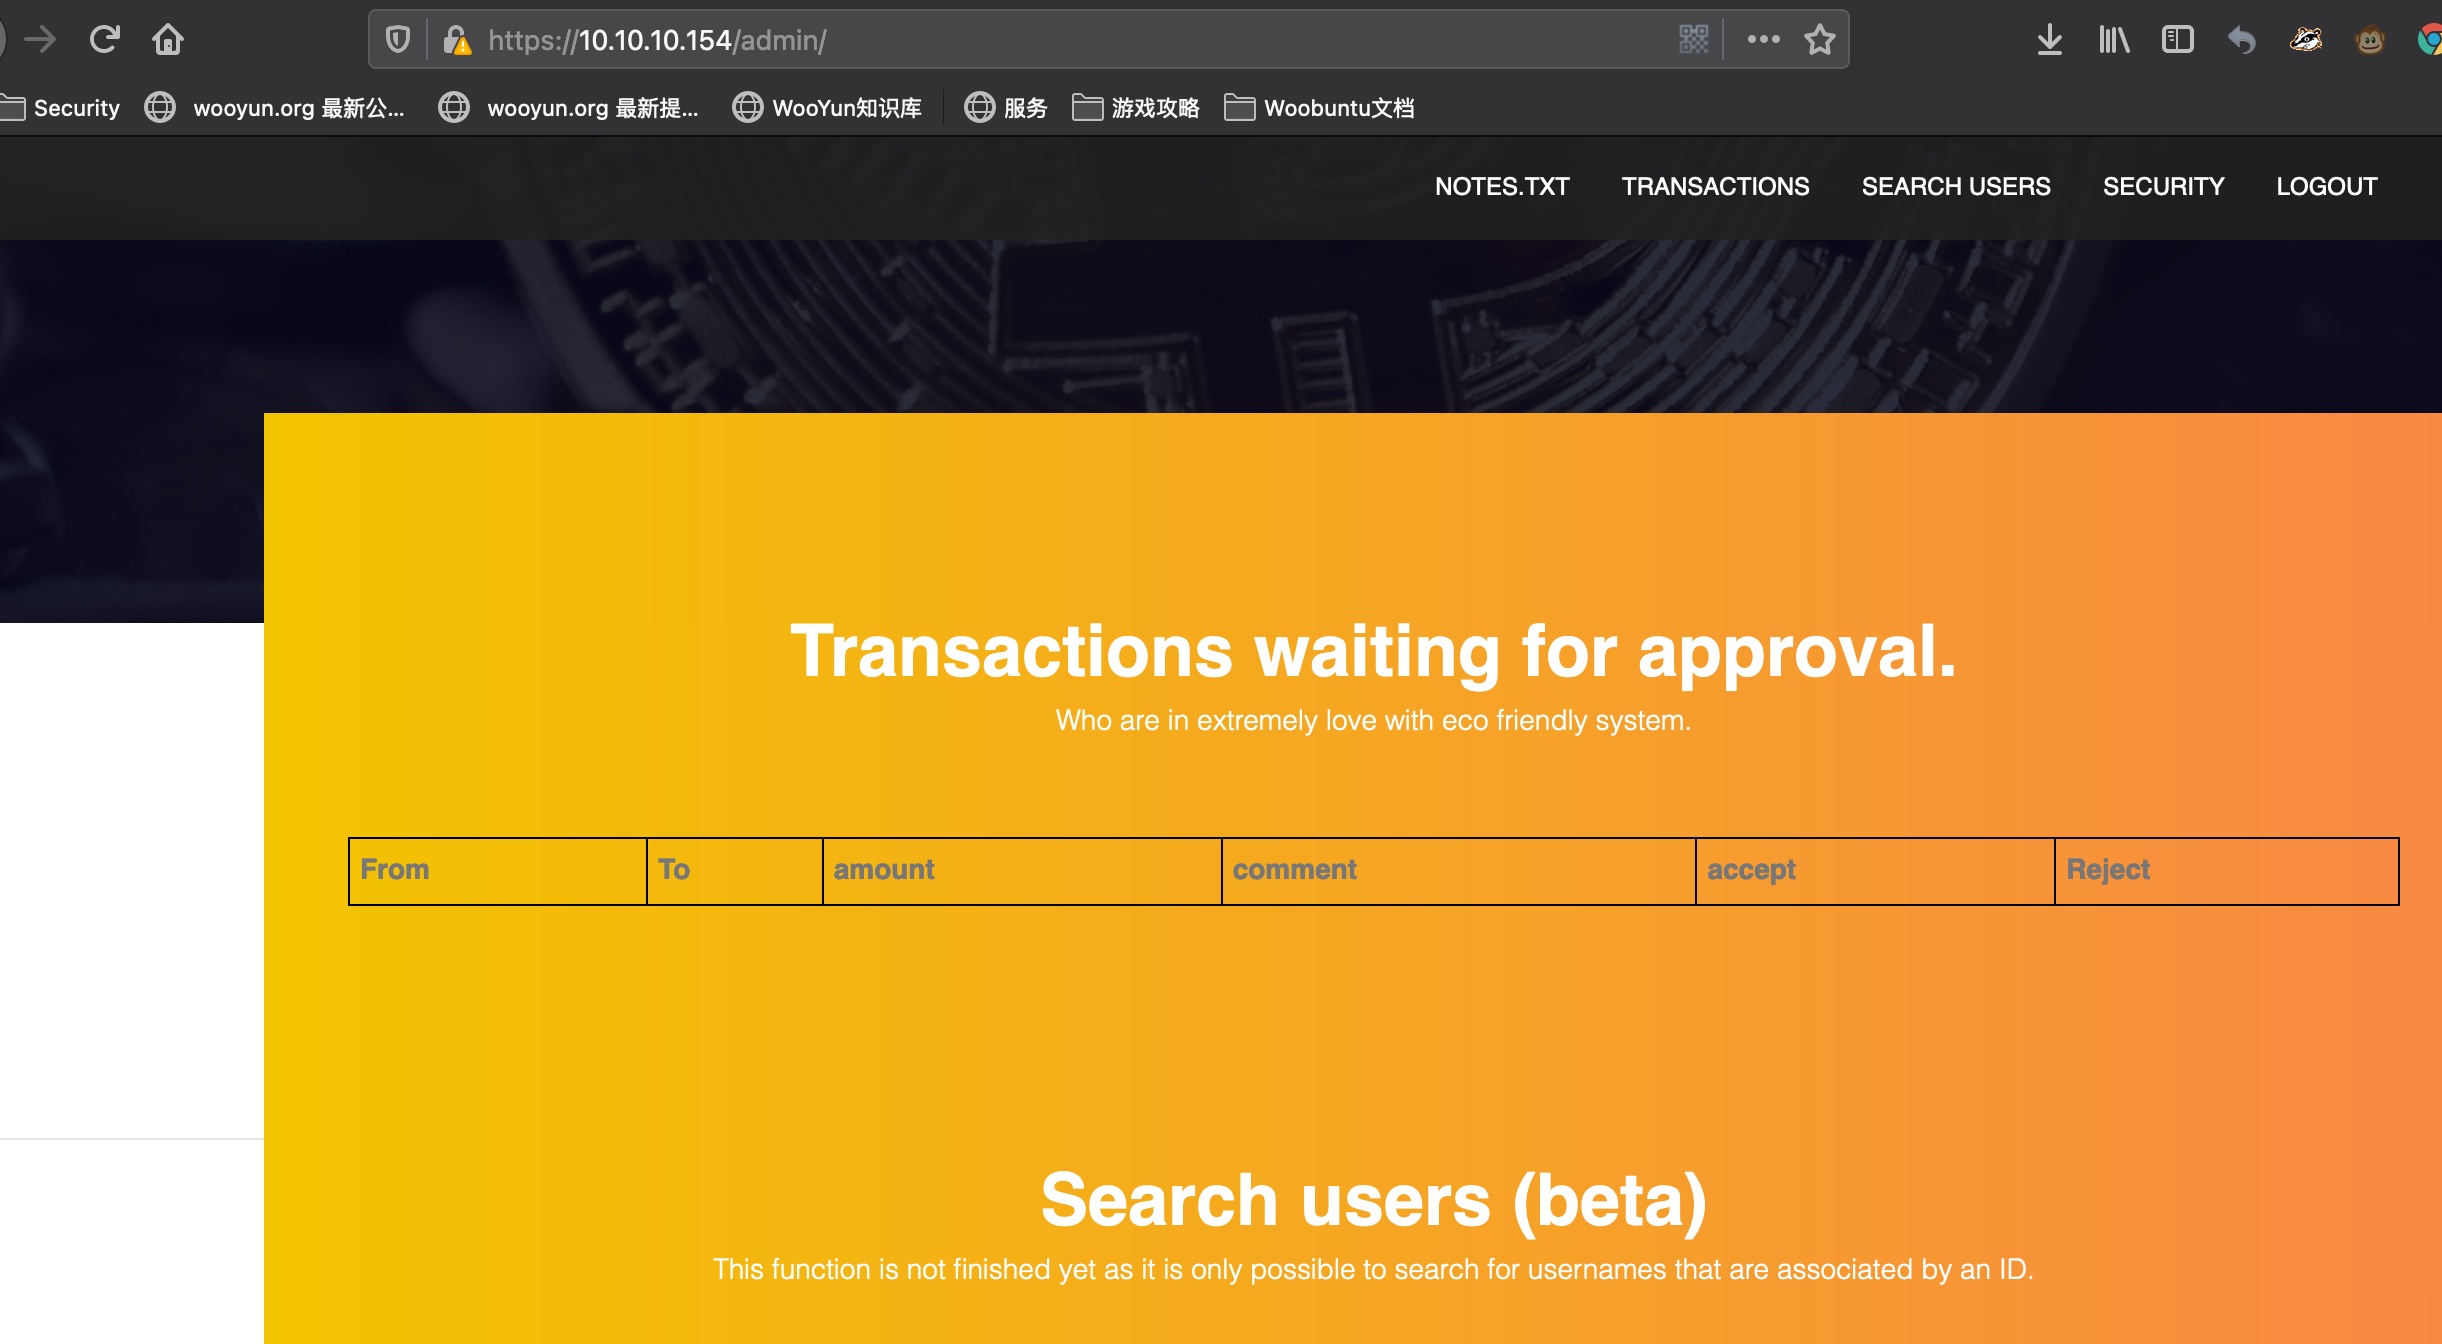 https://10.10.10.154/admin/
Security wooyun.org 最新公... wooyun.org 最新提... WooYun知识库 服务 游戏攻略 Woobuntu文档
NOTES.TXT TRANSACTIONS SEARCH USERS SECURITY LOGOUT
Transactions waiting for approval.
Who are in extremely love with eco friendly system.
From To amount comment accept Reject
Search users (beta)
This function is not finished yet as it is only possible to search for usernames that are associated by an ID.